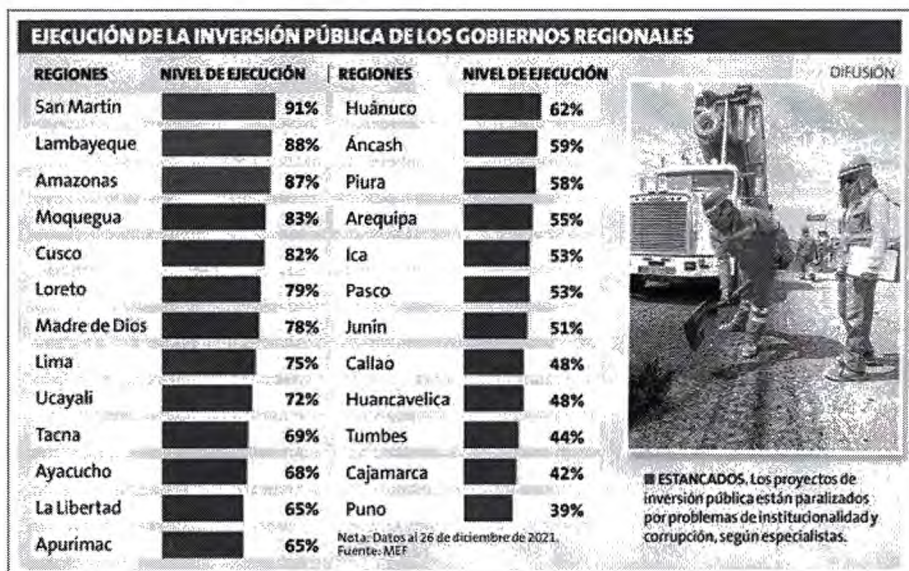 EJECUCIÓN DE LA INVERSIÓN PÚBLICA DE LOS GOBIERNOS REGIONALES
REGIONES NIVEL DE EJECUCIÓN
San Martín 91%
Lambayeque 88%
Amazonas 87%
Moquegua 83%
Cusco 82%
Loreto 79%
Madre de Dios 78%
Lima 75%
Ucayali 72%
Tacna 69%
Ayacucho 68%
La Libertad 65%
Apurimac 65%
REGIONES NIVEL DE EJECUCIÓN
Huánuco 62%
Áncash 59%
Piura 58%
Arequipa 55%
Ica 53%
Pasco 53%
Junín 51%
Callao 48%
Huancavelica 48%
Tumbes 44%
Cajamarca 42%
Puno 39%
Nota: Datos al 26 de diciembre de 2021.
Fuente: MEF
DIFUSIÓN
■ ESTANCADOS. Los proyectos de
inversión pública están paralizados
por problemas de institucionalidad y
corrupción, según especialistas.